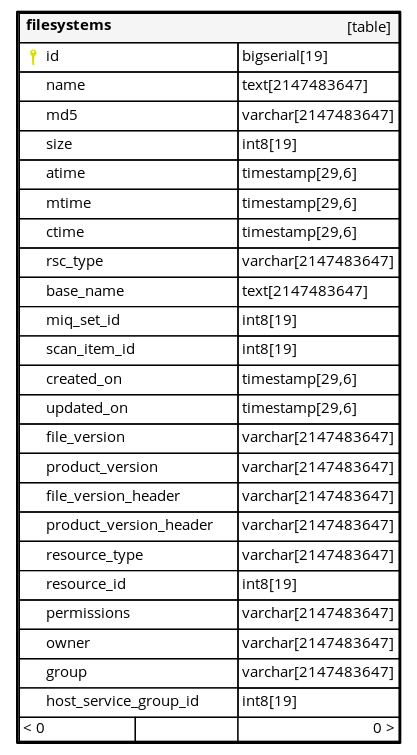 filesystems [table]
id bigserial[19]
name text[2147483647]
md5 varchar[2147483647]
size int8[19]
atime timestamp[29,6]
mtime timestamp[29,6]
ctime timestamp[29,6]
rsc_type varchar[2147483647]
base_name text[2147483647]
miq_set_id int8[19]
scan_item_id int8[19]
created_on timestamp[29,6]
updated_on timestamp[29,6]
file_version varchar[2147483647]
product_version varchar[2147483647]
file_version_header varchar[2147483647]
product_version_header varchar[2147483647]
resource_type varchar[2147483647]
resource_id int8[19]
permissions varchar[2147483647]
owner varchar[2147483647]
group varchar[2147483647]
host_service_group_id int8[19]
< 0 0 >